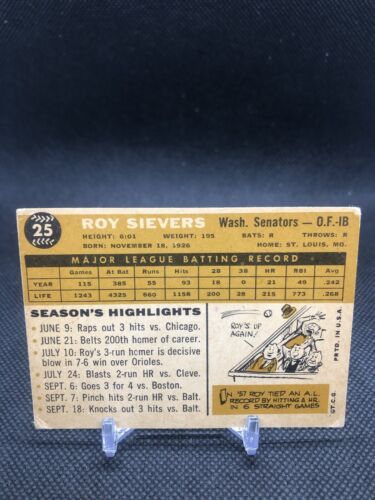 25
ROY SIEVERS
Wash. Senators — O.F.-1B
HEIGHT: 6:01 WEIGHT: 195 BATS: R THROWS: R
BORN: NOVEMBER 18, 1926 HOME: ST. LOUIS, MO.
MAJOR LEAGUE BATTING RECORD
Games At Bat Runs Hits 2B 3B HR RBI Avg.
YEAR 115 385 55 93 18 0 21 49 .242
LIFE 1243 4325 660 1158 200 28 215 773 .268
SEASON'S HIGHLIGHTS
JUNE 9: Raps out 3 hits vs. Chicago.
JUNE 21: Belts 200th homer of career.
JULY 10: Roy's 3-run homer is decisive
blow in 7-6 win over Orioles.
JULY 24: Blasts 2-run HR vs. Cleve.
SEPT. 6: Goes 3 for 4 vs. Boston.
SEPT. 7: Pinch hits 2-run HR vs. Balt.
SEPT. 18: Knocks out 3 hits vs. Balt.
ROY'S UP
AGAIN!
IN '57 ROY TIED AN A.L.
RECORD BY HITTING A HR.
IN 6 STRAIGHT GAMES
©T.C.G. PRTD. IN U.S.A.